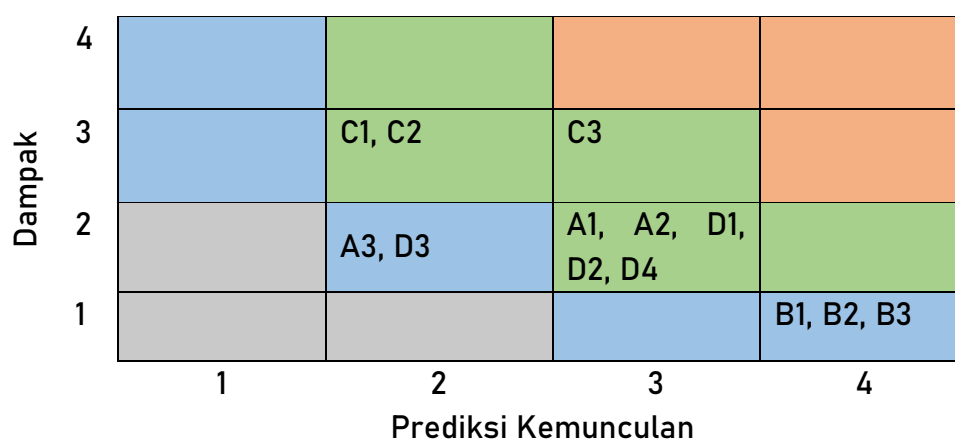 4
3
C1, C2
C3
Dampak
2
A3, D3
A1, A2, D1,
D2, D4
1
B1, B2, B3
1
2
3
4
Prediksi Kemunculan